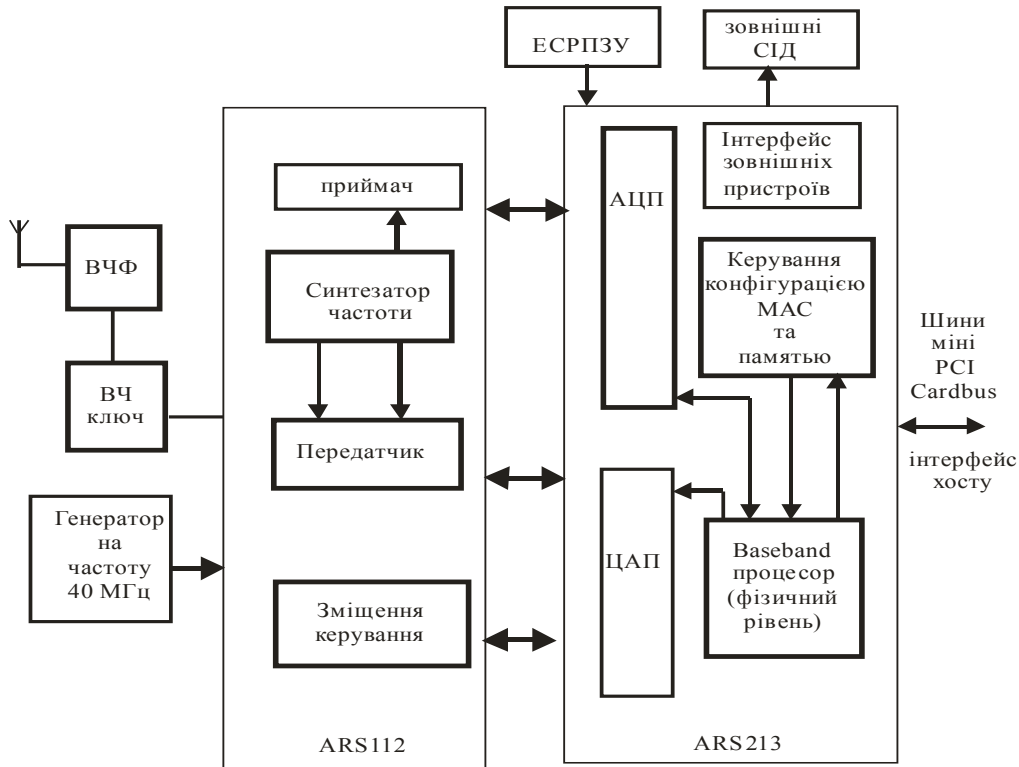 ЕСРПЗУ
зовнішні
СІД
приймач
АЦП
Інтерфейс
зовнішніх
пристроїв
ВЧФ
Синтезатор
частоти
Керування
конфігурацією
МАС
та
памятью
Шини
міні
PCI
Cardbus
ВЧ
ключ
Передатчик
інтерфейс
хосту
Генератор
на
частоту
40 МГц
ЦАП
Baseband
процесор
(фізичний
рівень)
Зміщення
керування
ARS112
ARS213